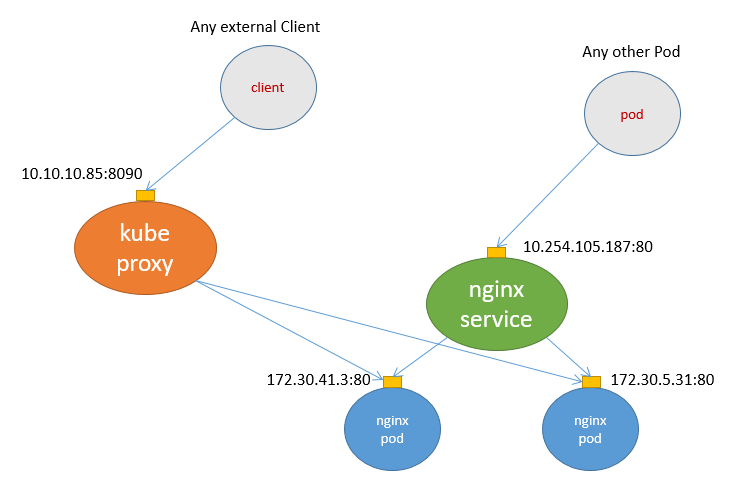 Any external Client
client
Any other Pod
pod
10.10.10.85:8090
kube
proxy
10.254.105.187:80
nginx
service
172.30.41.3:80
172.30.5.31:80
nginx
pod
nginx
pod